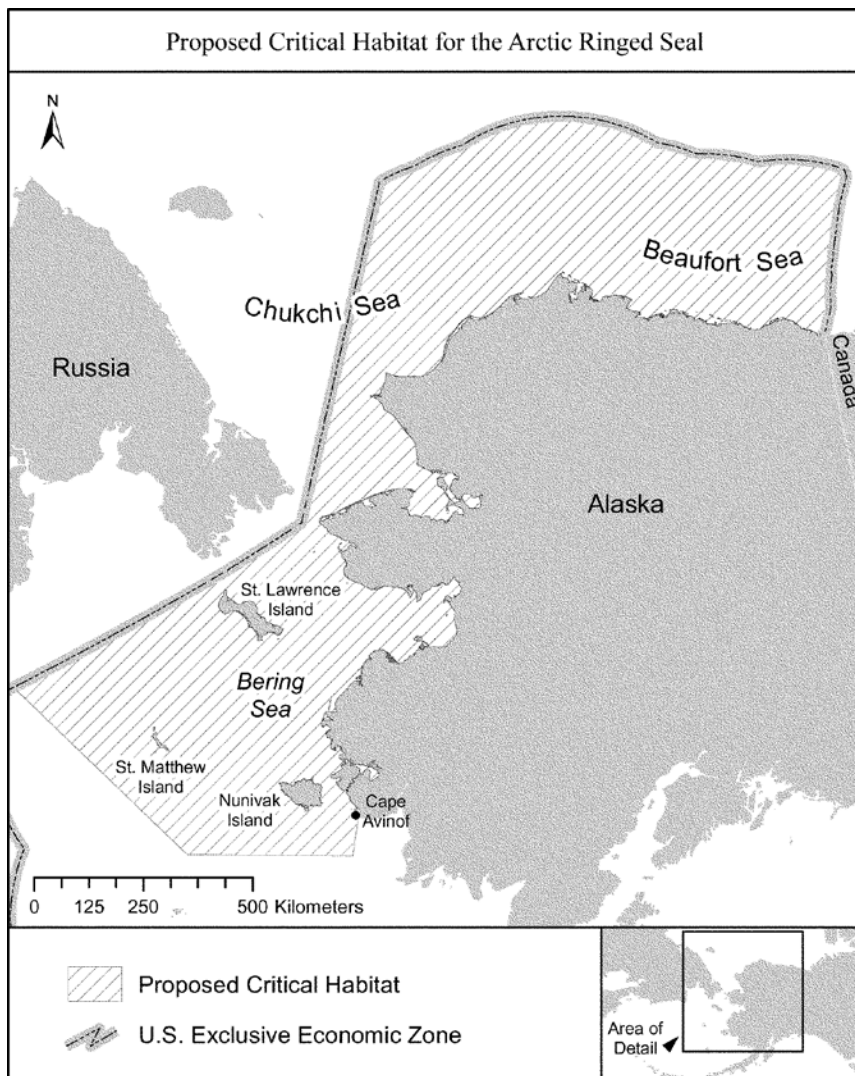 Proposed Critical Habitat for the Arctic Ringed Seal
N
Beaufort Sea
Chukchi Sea
Russia
Canada
Alaska
St. Lawrence
Island
Bering
Sea
St. Matthew
Island
Nunivak
Island
Cape
Avinof
0 125 250 500 Kilometers
Proposed Critical Habitat
U.S. Exclusive Economic Zone
Area of
Detail